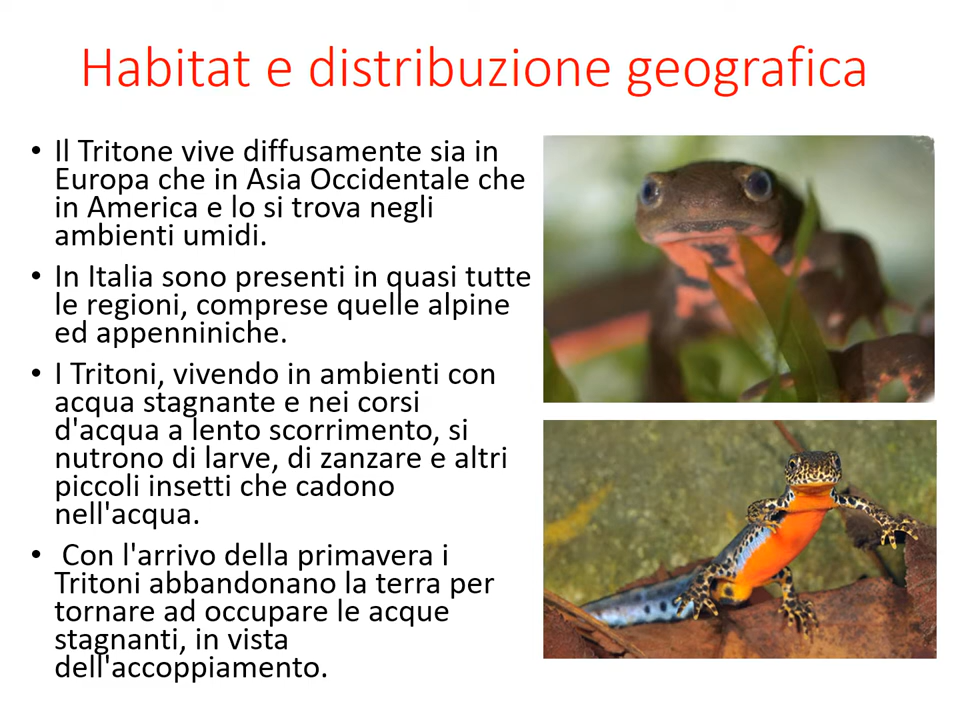 Habitat e distribuzione geografica
• Il Tritone vive diffusamente sia in
Europa che in Asia Occidentale che
in America e lo si trova negli
ambienti umidi.
• In Italia sono presenti in quasi tutte
le regioni, comprese quelle alpine
ed appenniniche.
• I Tritoni, vivendo in ambienti con
acqua stagnante e nei corsi
d'acqua a lento scorrimento, si
nutrono di larve, di zanzare e altri
piccoli insetti che cadono
nell'acqua.
• Con l'arrivo della primavera i
Tritoni abbandonano la terra per
tornare ad occupare le acque
stagnanti, in vista
dell'accoppiamento.